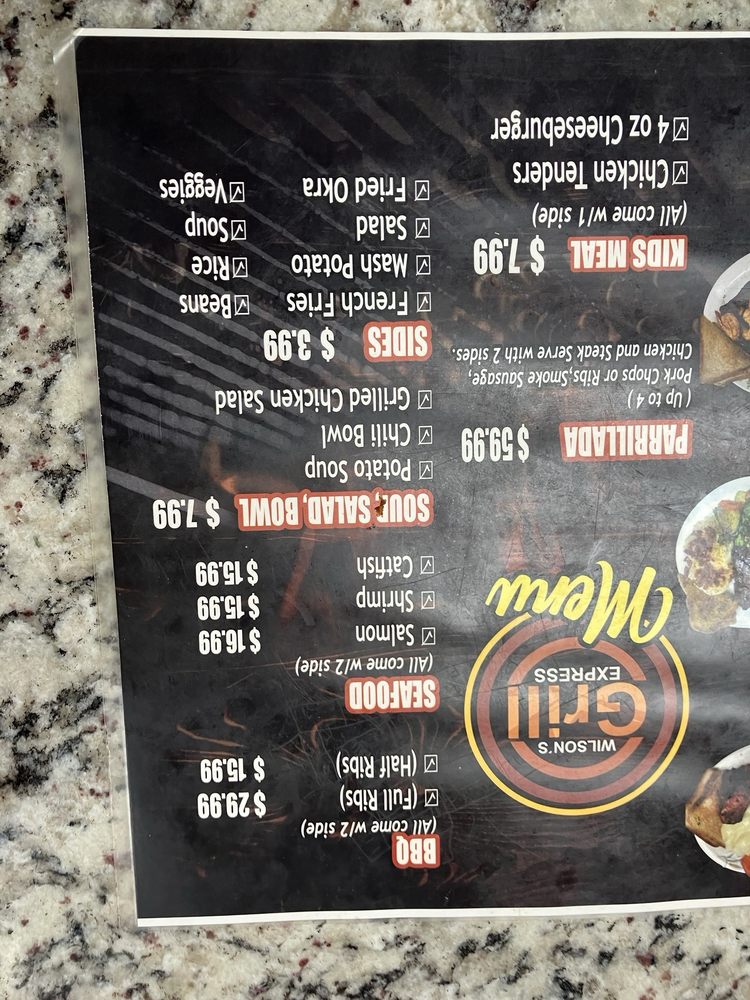 WILSON'S
Grill
EXPRESS
Menu
PARRILLADA $ 59.99
( Up to 4 )
Pork Chops or Ribs,Smoke Sausage,
Chicken and Steak Serve with 2 sides.
KIDS MEAL $ 7.99
(All come w/1 side)
Chicken Tenders
4 oz Cheeseburger
BBQ
(All come w/2 side)
(Full Ribs) $ 29.99
(Half Ribs) $ 15.99
SEAFOOD
(All come w/2 side)
Salmon $ 16.99
Shrimp $ 15.99
Catfish $ 15.99
SOUP, SALAD, BOWL $ 7.99
Potato Soup
Chili Bowl
Grilled Chicken Salad
SIDES $ 3.99
French Fries Beans
Mash Potato Rice
Salad Soup
Fried Okra Veggies